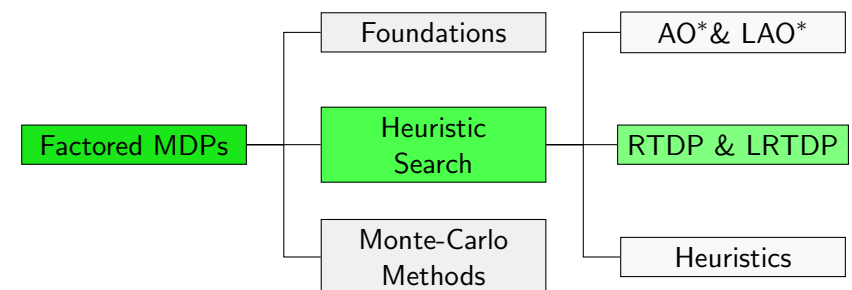 Foundations
AO*& LAO*
Factored MDPs
Heuristic
Search
RTDP & LRTDP
Monte-Carlo
Methods
Heuristics